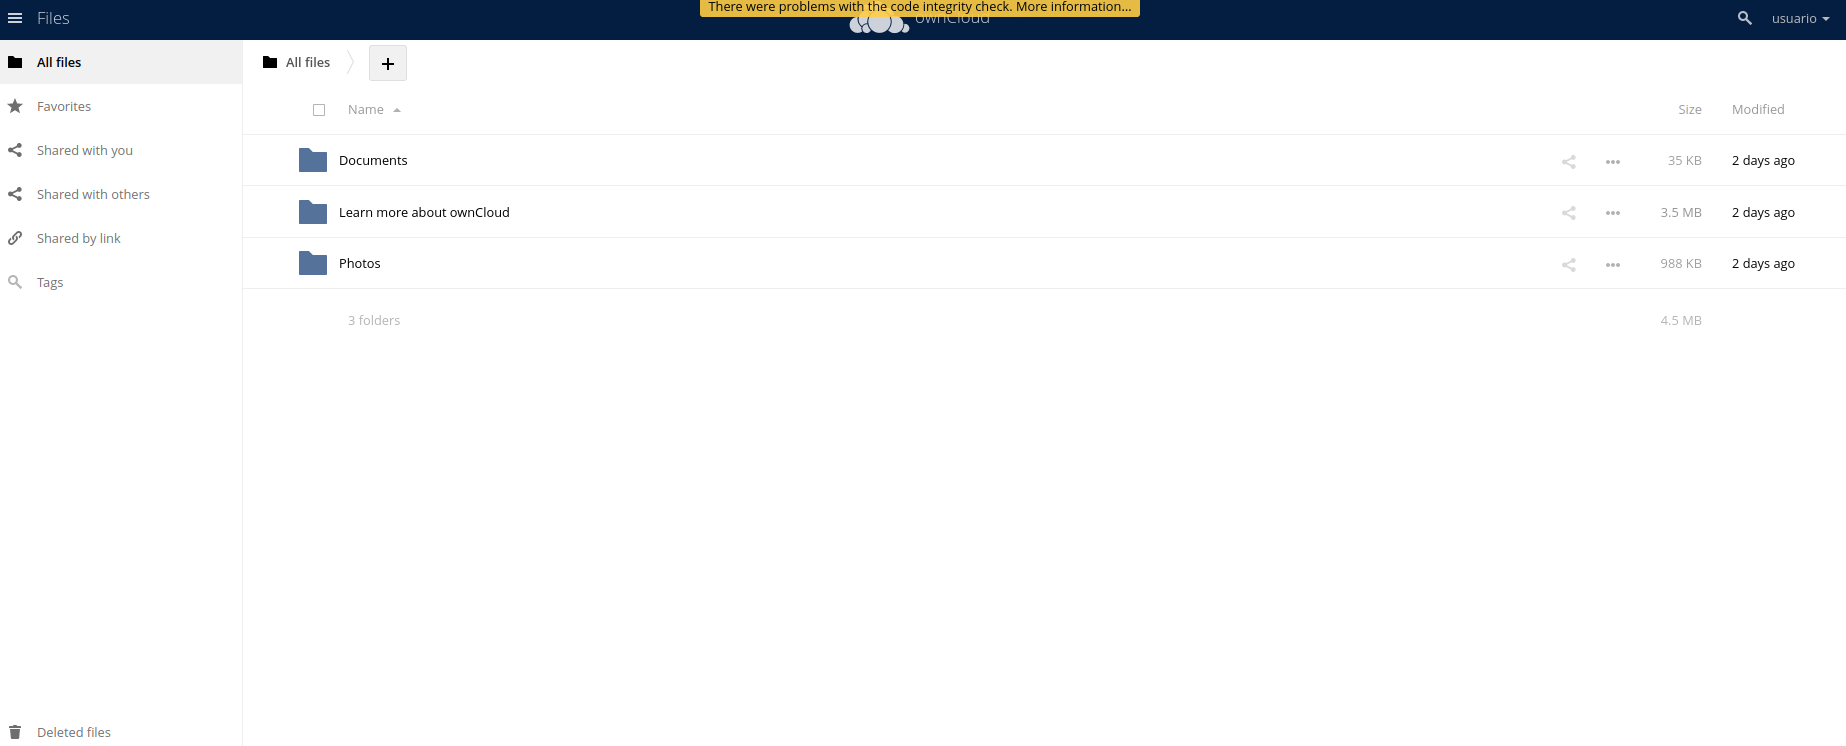 There were problems with the code integrity check. More information...
Files
ownCloud
usuario
All files
Favorites
Shared with you
Shared with others
Shared by link
Tags
Deleted files
All files
+
Name Size Modified
Documents 35 KB 2 days ago
Learn more about ownCloud 3.5 MB 2 days ago
Photos 988 KB 2 days ago
3 folders 4.5 MB